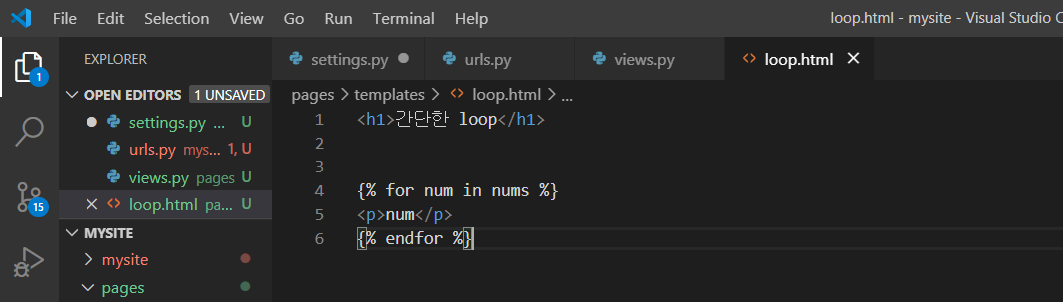 File Edit Selection View Go Run Terminal Help loop.html - mysite - Visual Studio C
EXPLORER
settings.py urls.py views.py loop.html
OPEN EDITORS 1 UNSAVED
pages > templates > loop.html > ...
settings.py ... U
urls.py mys... 1, U
views.py pages U
loop.html pa... U
MYSITE
mysite
pages
1 <h1>간단한 loop</h1>
2
3
4 {% for num in nums %}
5 <p>num</p>
6 {% endfor %}
1
15